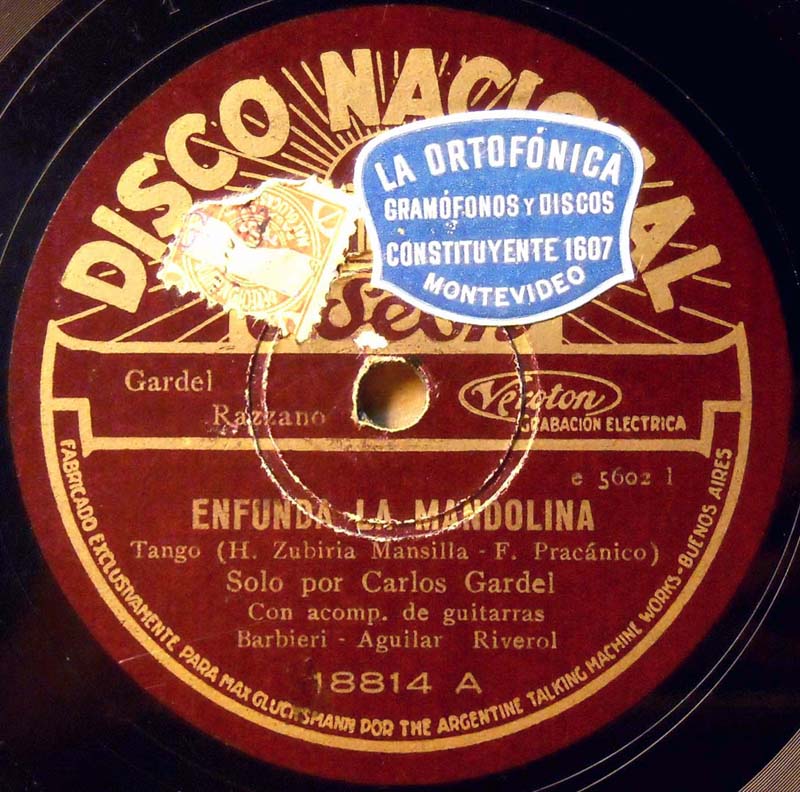 DISCO NACIONAL
LA ORTOFÓNICA
GRAMÓFONOS Y DISCOS
CONSTITUYENTE 1607
MONTEVIDEO
Gardel
Razzano
Veroton
GRABACIÓN ELECTRICA
e 5602 1
ENFUNDA LA MANDOLINA
Tango (H. Zubiria Mansilla - F. Pracánico)
Solo por Carlos Gardel
Con acomp. de guitarras
Barbieri - Aguilar Riverol
18814 A
FABRICADO EXCLUSIVAMENTE PARA MAX GLUCKSMANN POR THE ARGENTINE TALKING MACHINE WORKS - BUENOS AIRES